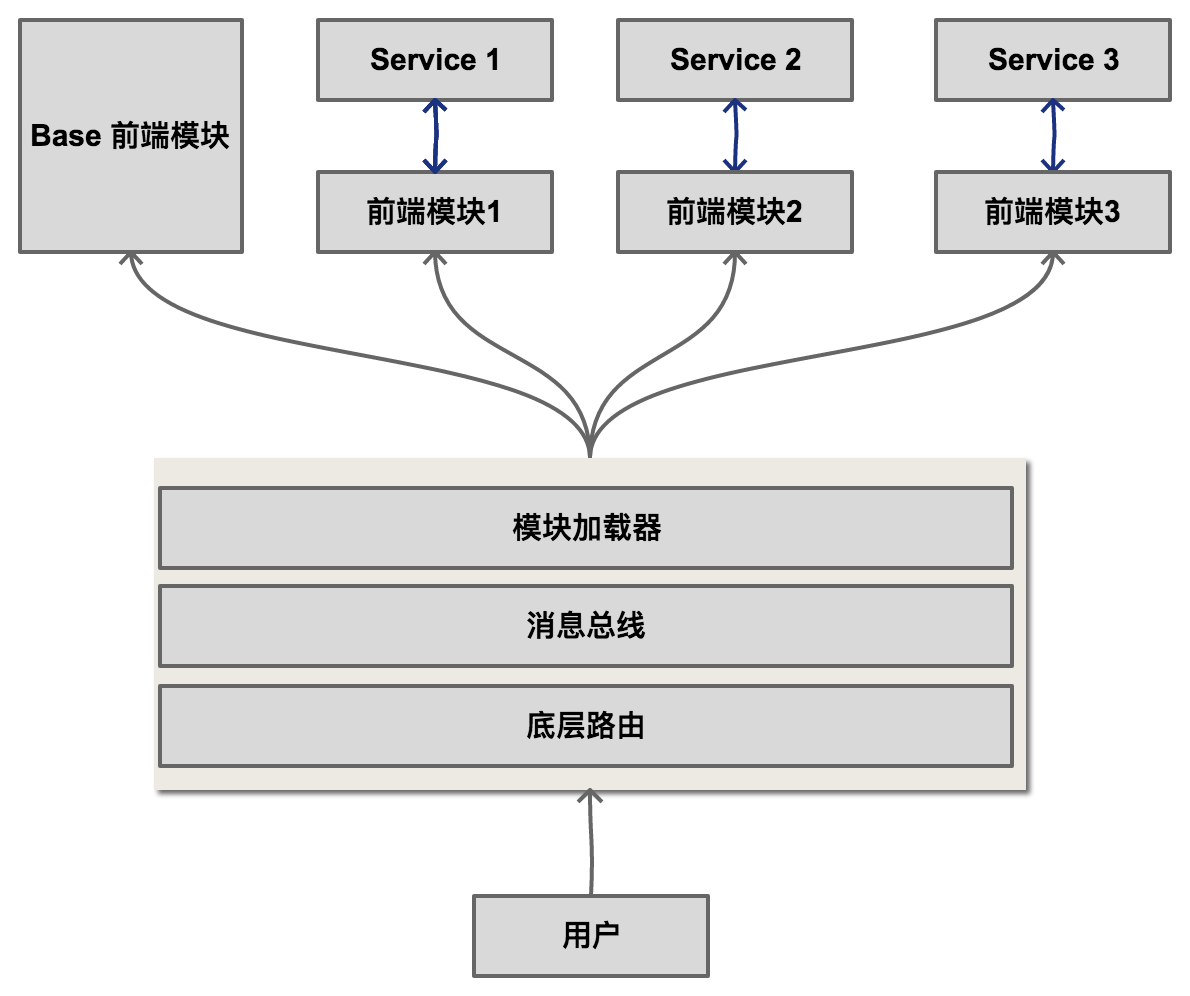 Service 1
Service 2
Service 3
Base 前端模块
前端模块1
前端模块2
前端模块3
模块加载器
消息总线
底层路由
用户